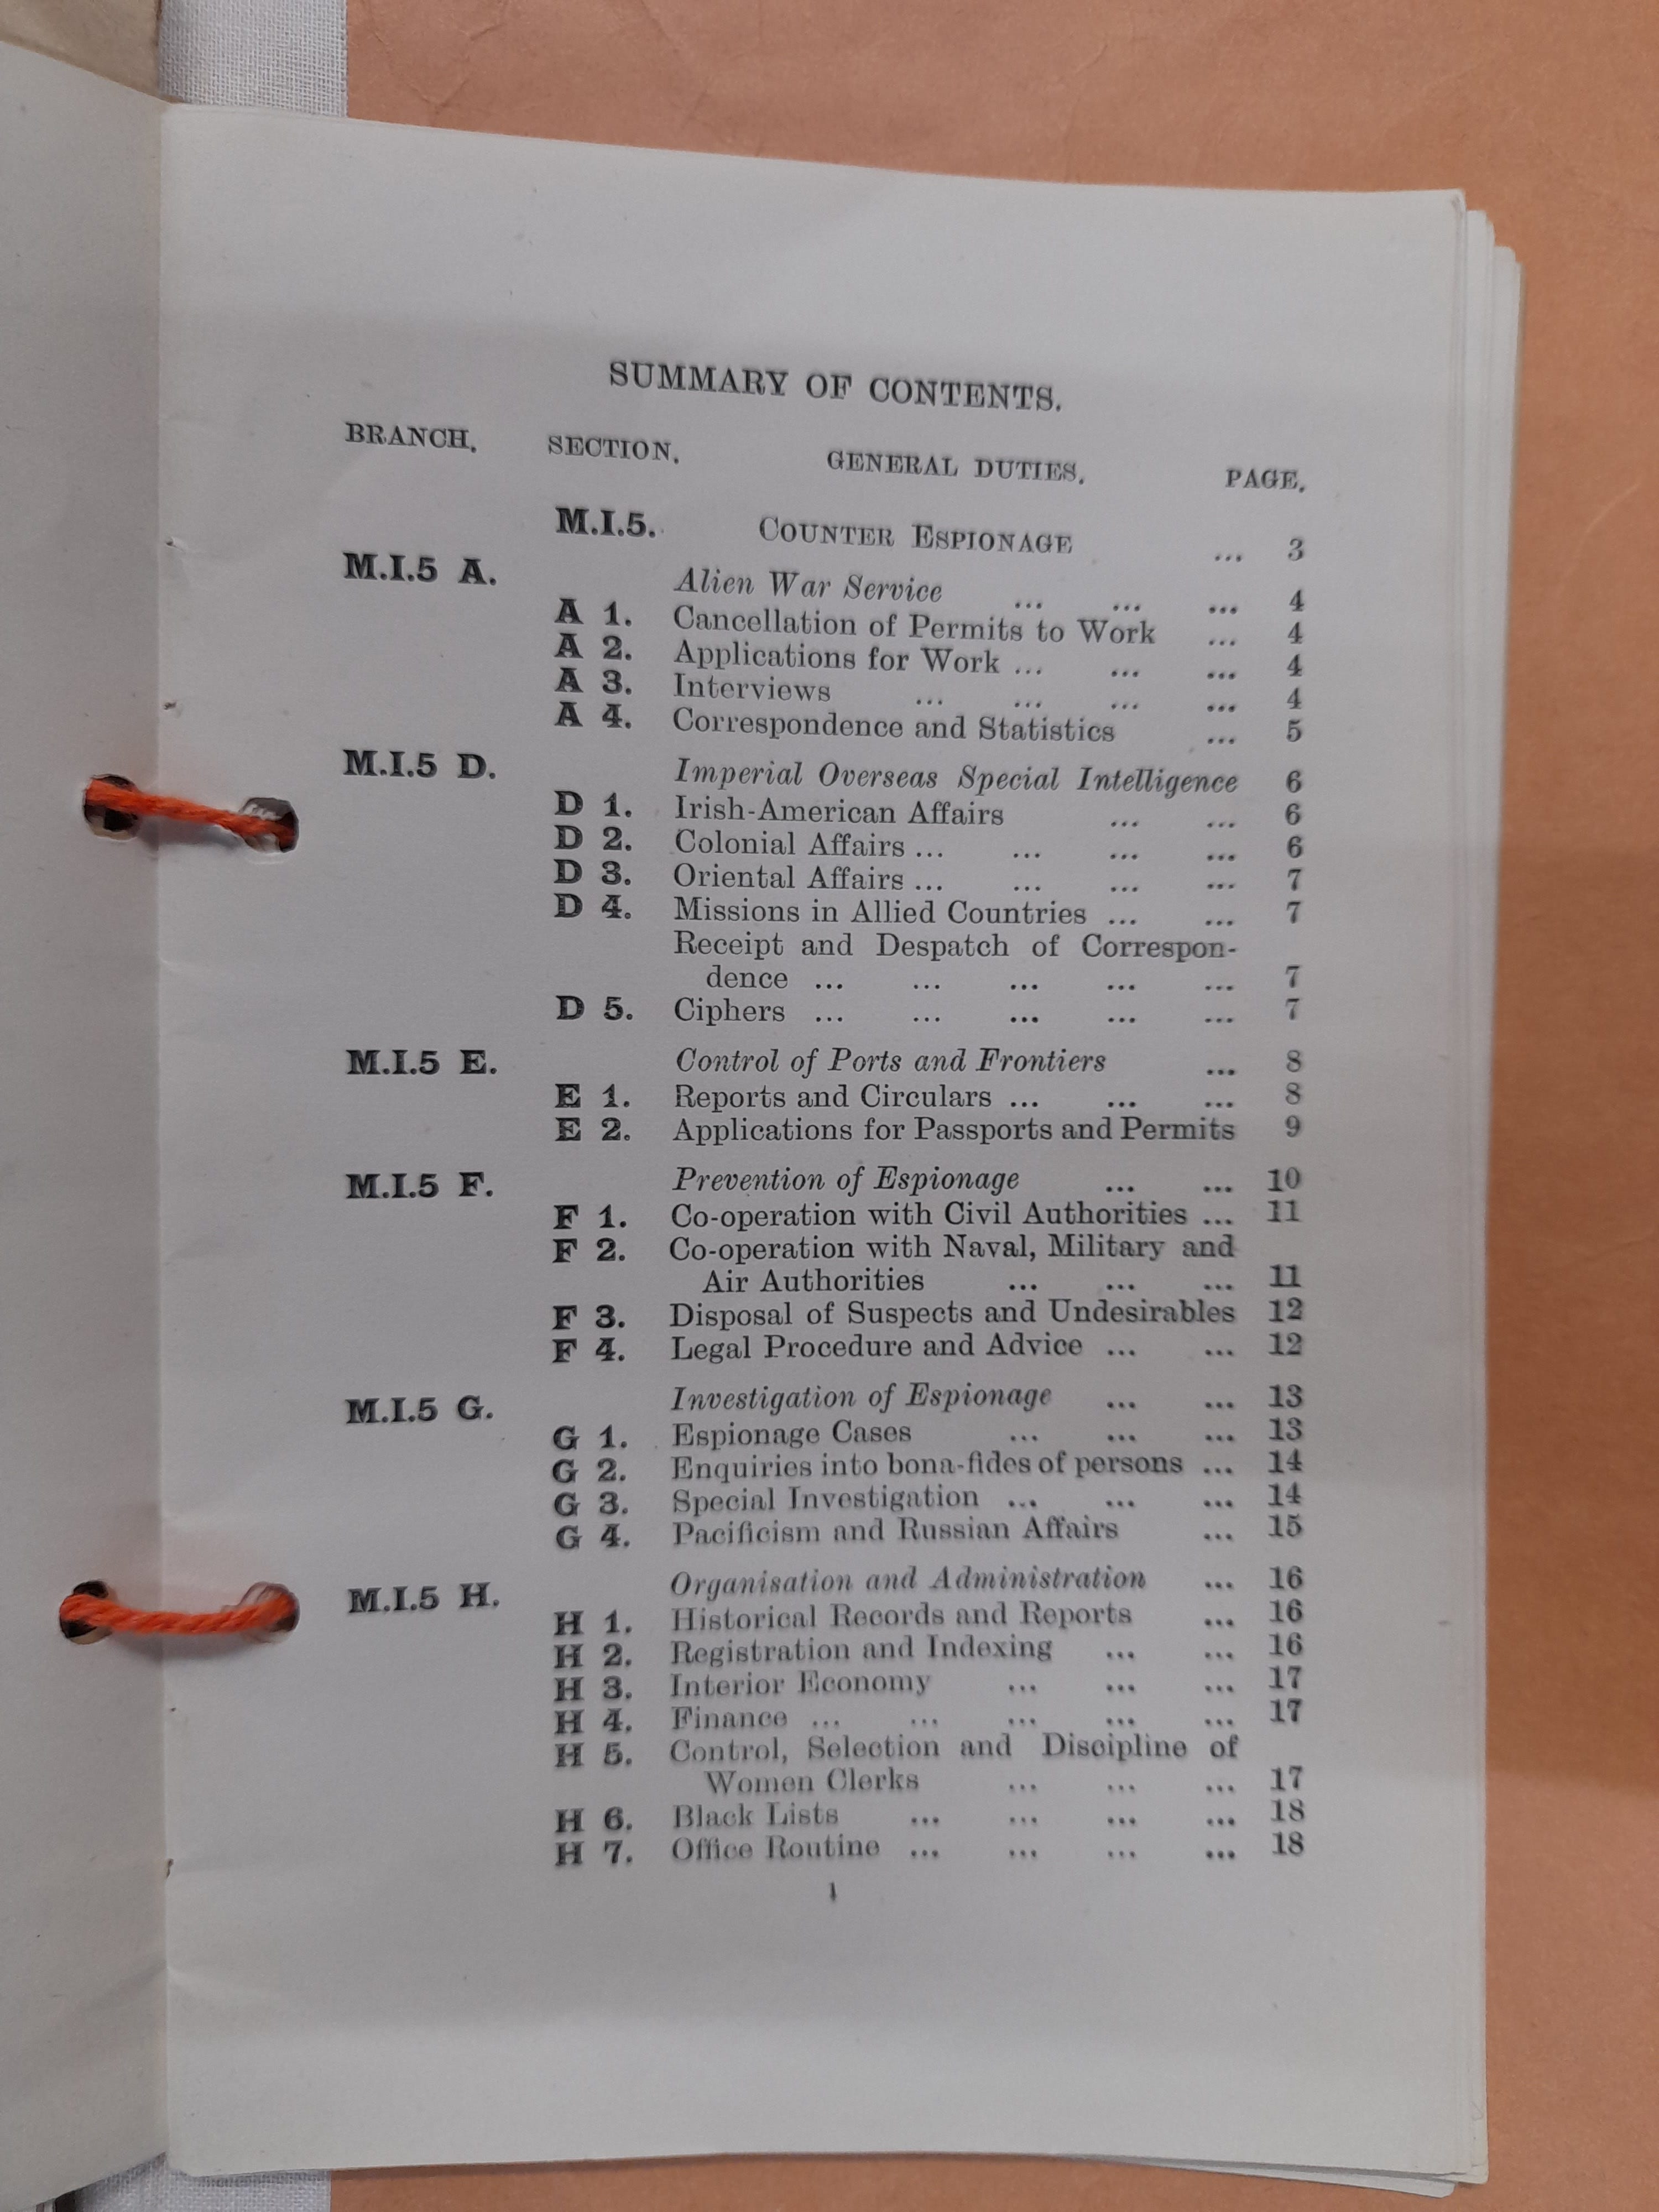 SUMMARY OF CONTENTS.
BRANCH. SECTION. GENERAL DUTIES. PAGE.
M.I.5. COUNTER ESPIONAGE ... 3
M.I.5 A. Alien War Service ... ... ... 4
A 1. Cancellation of Permits to Work ... 4
A 2. Applications for Work ... ... ... 4
A 3. Interviews ... ... ... ... 4
A 4. Correspondence and Statistics ... 5
M.I.5 D. Imperial Overseas Special Intelligence 6
D 1. Irish-American Affairs ... ... 6
D 2. Colonial Affairs ... ... ... ... 6
D 3. Oriental Affairs ... ... ... ... 7
D 4. Missions in Allied Countries ... ... 7
Receipt and Despatch of Correspon-
dence ... ... ... ... ... 7
D 5. Ciphers ... ... ... ... ... 7
M.I.5 E. Control of Ports and Frontiers ... 8
E 1. Reports and Circulars ... ... ... 8
E 2. Applications for Passports and Permits 9
M.I.5 F. Prevention of Espionage ... ... 10
F 1. Co-operation with Civil Authorities ... 11
F 2. Co-operation with Naval, Military and
Air Authorities ... ... ... 11
F 3. Disposal of Suspects and Undesirables 12
F 4. Legal Procedure and Advice ... ... 12
M.I.5 G. Investigation of Espionage ... ... 13
G 1. Espionage Cases ... ... ... 13
G 2. Enquiries into bona-fides of persons ... 14
G 3. Special Investigation ... ... ... 14
G 4. Pacificism and Russian Affairs ... 15
M.I.5 H. Organisation and Administration ... 16
H 1. Historical Records and Reports ... 16
H 2. Registration and Indexing ... ... 16
H 3. Interior Economy ... ... ... 17
H 4. Finance ... ... ... ... ... 17
H 5. Control, Selection and Discipline of
Women Clerks ... ... ... 17
H 6. Black Lists ... ... ... ... 18
H 7. Office Routine ... ... ... ... 18
1